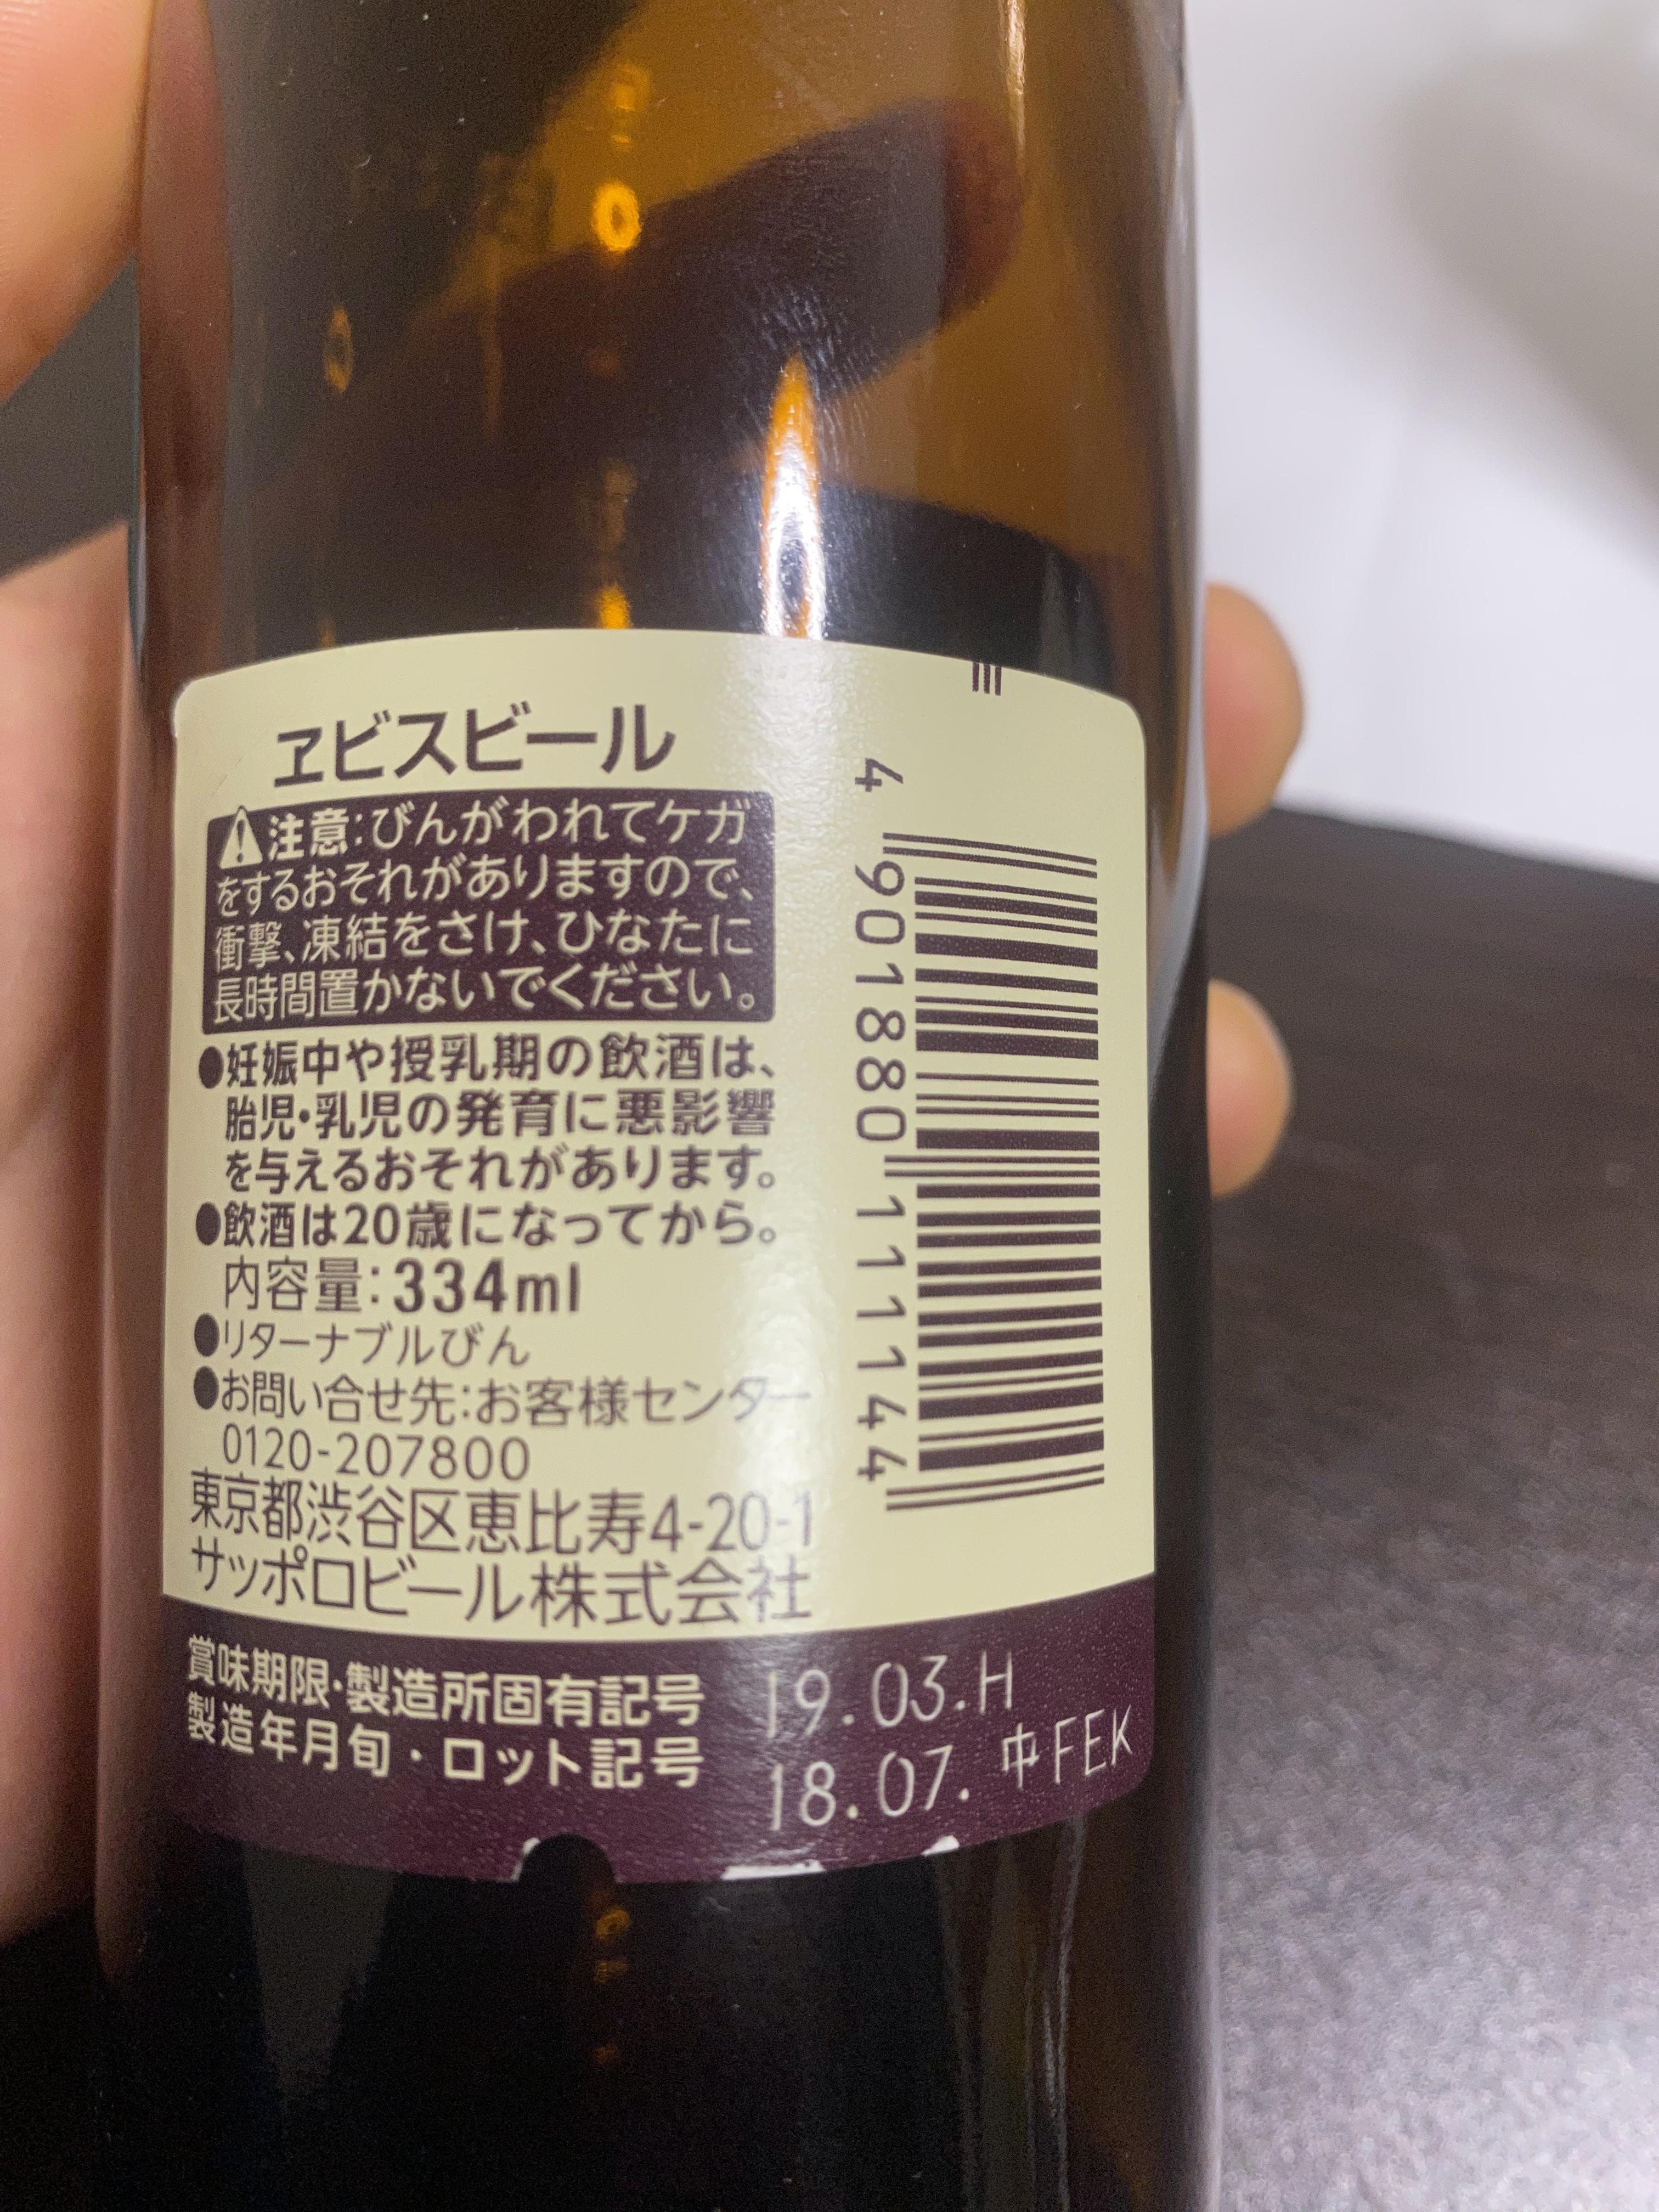 ヱビスビール
注意:びんがわれてケガ
をするおそれがありますので、
衝撃、凍結をさけ、ひなたに
長時間置かないでください。
●妊娠中や授乳期の飲酒は、
胎児・乳児の発育に悪影響
を与えるおそれがあります。
●飲酒は20歳になってから。
内容量:334ml
●リターナブルびん
●お問い合せ先:お客様センター
0120-207800
東京都渋谷区恵比寿4-20-1
サッポロビール株式会社
4 901880 111144
賞味期限・製造所固有記号 19.03.H
製造年月旬・ロット記号 18.07.中FEK